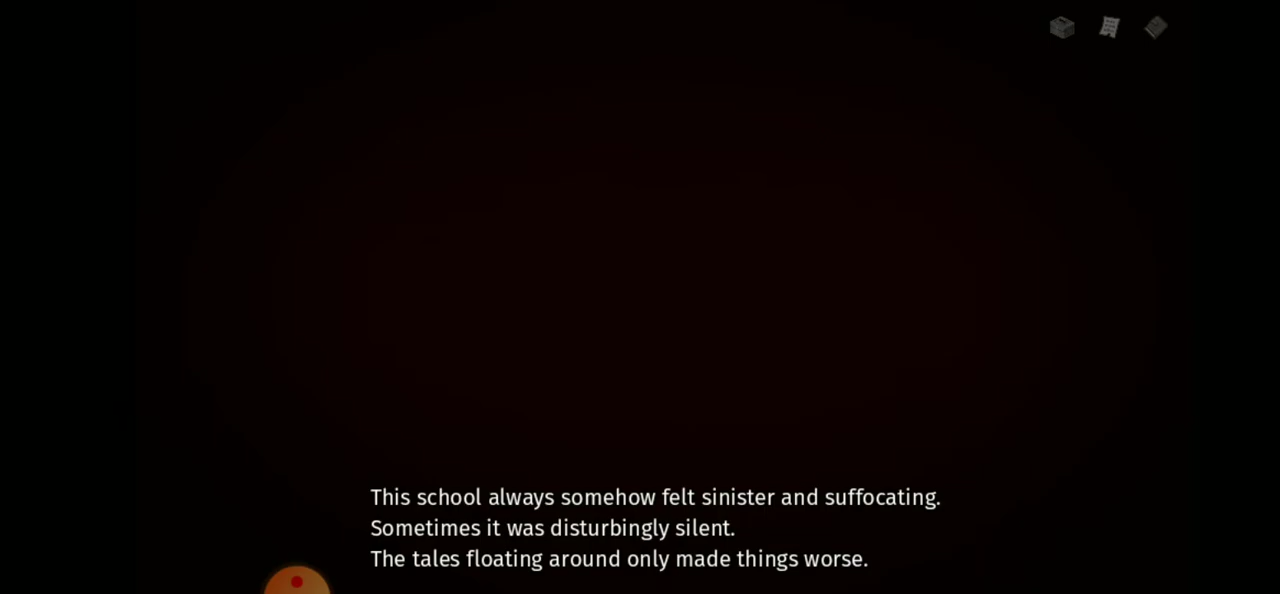 This school always somehow felt sinister and suffocating.
Sometimes it was disturbingly silent.
The tales floating around only made things worse.